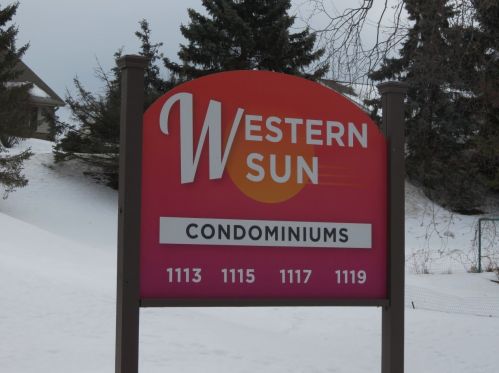 WESTERN
SUN
CONDOMINIUMS
1113 1115 1117 1119